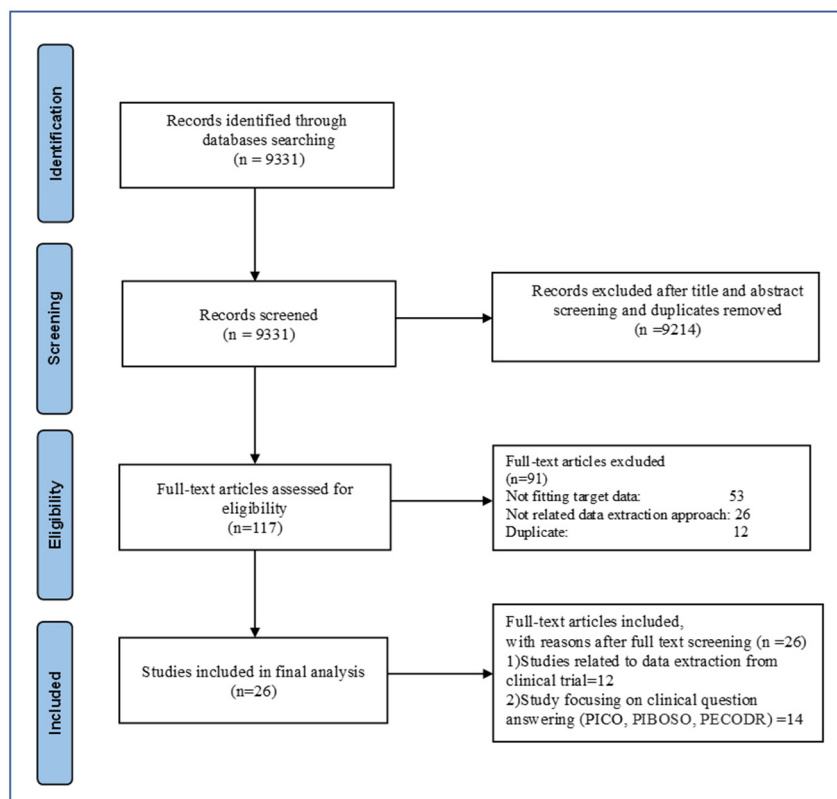 Identification
Records identified through
databases searching
(n = 9331)
Screening
Records screened
(n = 9331)
Records excluded after title and abstract
screening and duplicates removed
(n =9214)
Eligibility
Full-text articles assessed for
eligibility
(n=117)
Full-text articles excluded
(n=91)
Not fitting target data: 53
Not related data extraction approach: 26
Duplicate: 12
Included
Studies included in final analysis
(n=26)
Full-text articles included,
with reasons after full text screening (n =26)
1)Studies related to data extraction from
clinical trial=12
2)Study focusing on clinical question
answering (PICO, PIBOSO, PECODR) =14